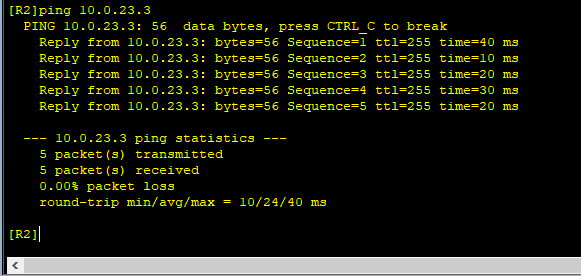 [R2]ping 10.0.23.3
PING 10.0.23.3: 56  data bytes, press CTRL_C to break
Reply from 10.0.23.3: bytes=56 Sequence=1 ttl=255 time=40 ms
Reply from 10.0.23.3: bytes=56 Sequence=2 ttl=255 time=10 ms
Reply from 10.0.23.3: bytes=56 Sequence=3 ttl=255 time=20 ms
Reply from 10.0.23.3: bytes=56 Sequence=4 ttl=255 time=30 ms
Reply from 10.0.23.3: bytes=56 Sequence=5 ttl=255 time=20 ms
--- 10.0.23.3 ping statistics ---
5 packet(s) transmitted
5 packet(s) received
0.00% packet loss
round-trip min/avg/max = 10/24/40 ms
[R2]